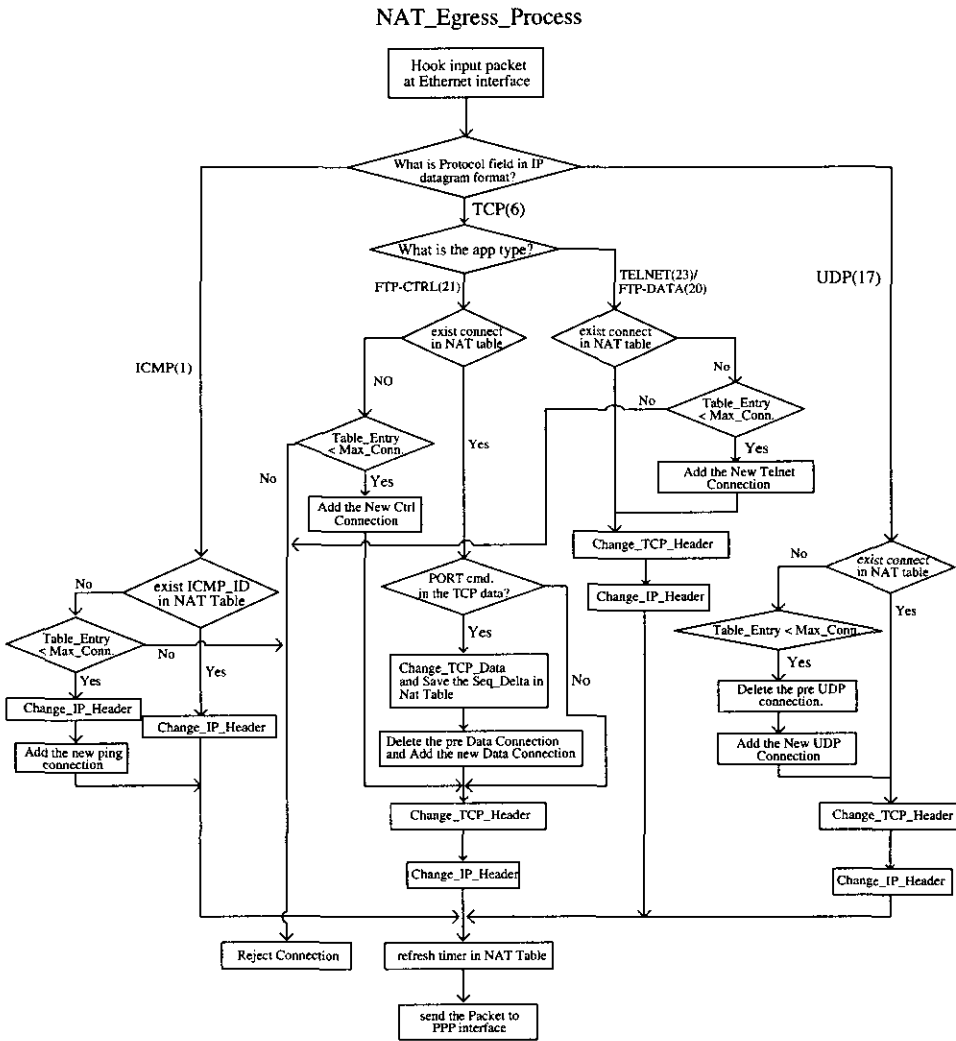 NAT_Egress_Process
Hook input packet
at Ethernet interface
What is Protocol field in IP
datagram format?
TCP(6)
What is the app type?
FTP-CTRL(21)
TELNET(23)/
FTP-DATA(20)
UDP(17)
ICMP(1)
exist connect
in NAT table
exist connect
in NAT table
NO
No
No
Table_Entry
< Max_Conn.
Table_Entry
< Max_Conn.
Yes
Yes
No
Yes
Add the New Telnet
Connection
Add the New Ctrl
Connection
Change_TCP_Header
No
exist connect
in NAT table
exist ICMP_ID
in NAT Table
No
PORT cmd.
in the TCP data?
Change_IP_Header
Yes
Table_Entry
< Max_Conn.
No
Yes
Yes
No
Table_Entry < Max_Conn
Yes
Change_TCP_Data
and Save the Seq_Delta in
Nat Table
Yes
Change_IP_Header
Change_IP_Header
Delete the pre UDP
connection.
Add the new ping
connection
Delete the pre Data Connection
and Add the new Data Connection
Add the New UDP
Connection
Change_TCP_Header
Change_TCP_Header
Change_IP_Header
Change_IP_Header
Reject Connection
refresh timer in NAT Table
send the Packet to
PPP interface